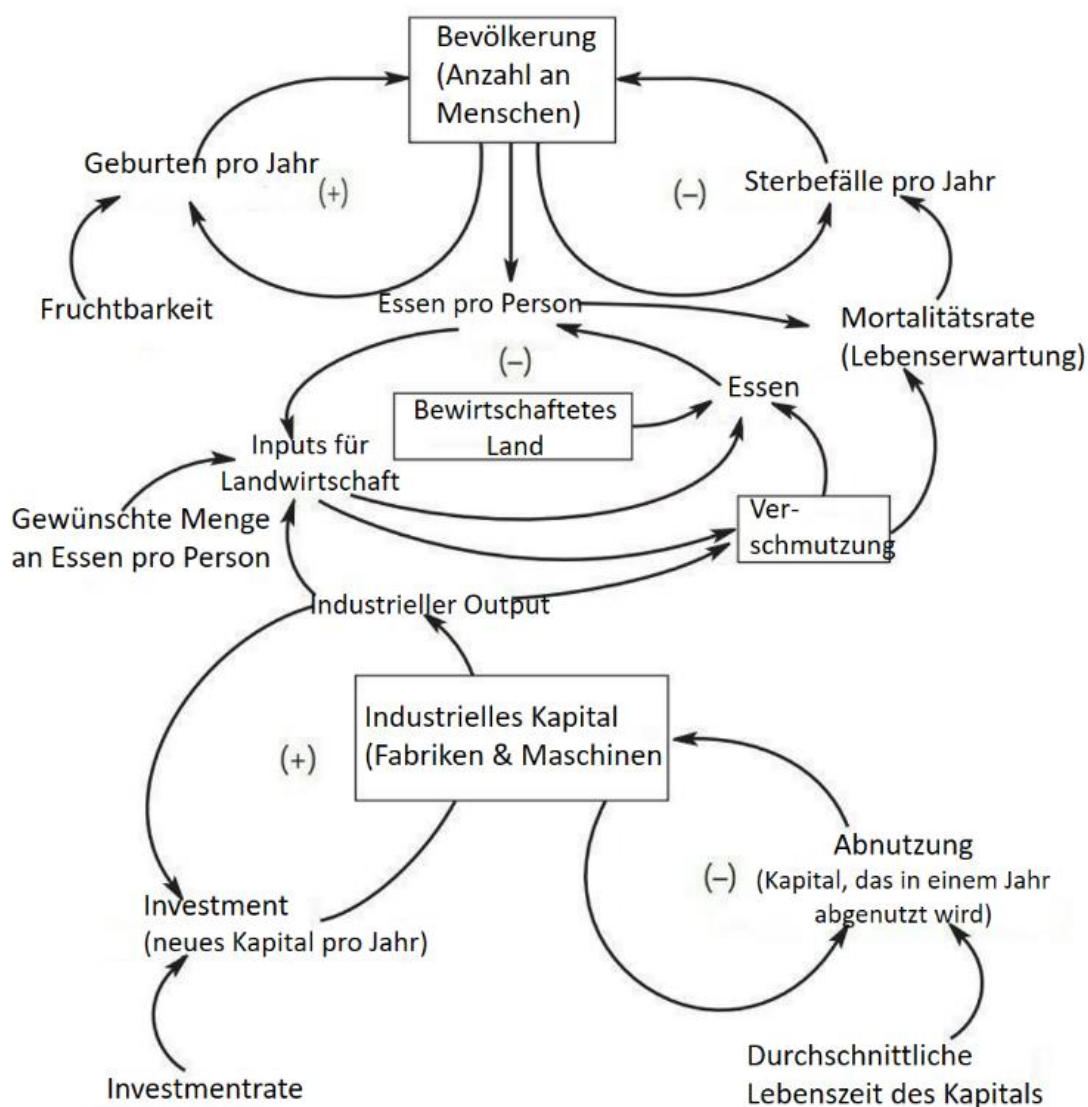 Bevölkerung
(Anzahl an
Menschen)
Geburten pro Jahr
(+)
(−)
Sterbefälle pro Jahr
Fruchtbarkeit
Essen pro Person
Mortalitätsrate
(Lebenserwartung)
(−)
Essen
Bewirtschaftetes
Land
Inputs für
Landwirtschaft
Gewünschte Menge
an Essen pro Person
Ver-
schmutzung
Industrieller Output
Industrielles Kapital
(Fabriken & Maschinen
(+)
Abnutzung
(−)
(Kapital, das in einem Jahr
abgenutzt wird)
Investment
(neues Kapital pro Jahr)
Durchschnittliche
Lebenszeit des Kapitals
Investmentrate